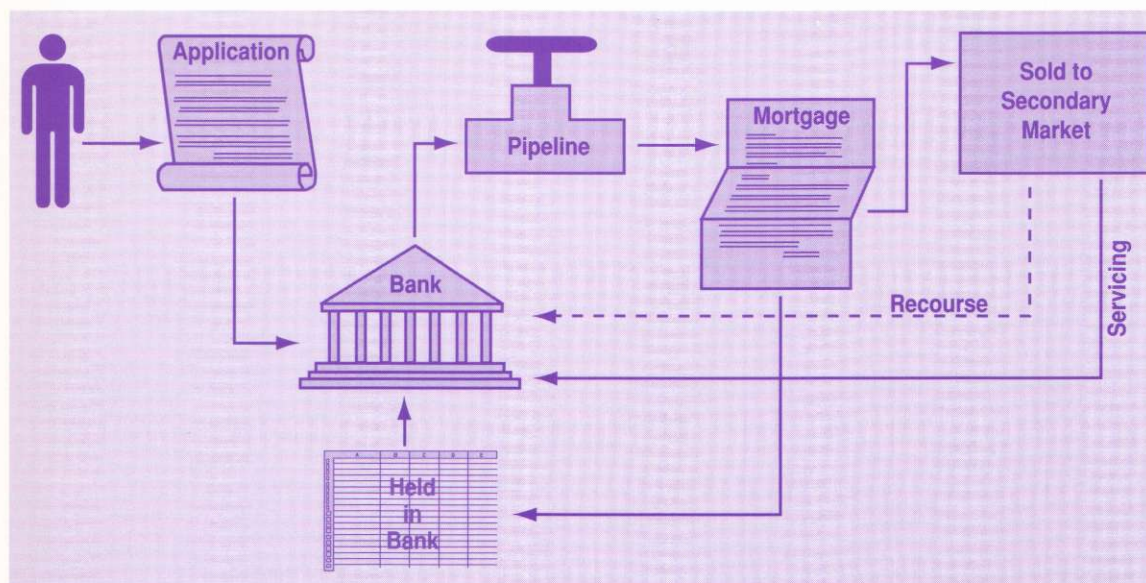 Application
Pipeline
Mortgage
Sold to
Secondary
Market
Bank
Recourse
Servicing
A B C D E
Held
in
Bank